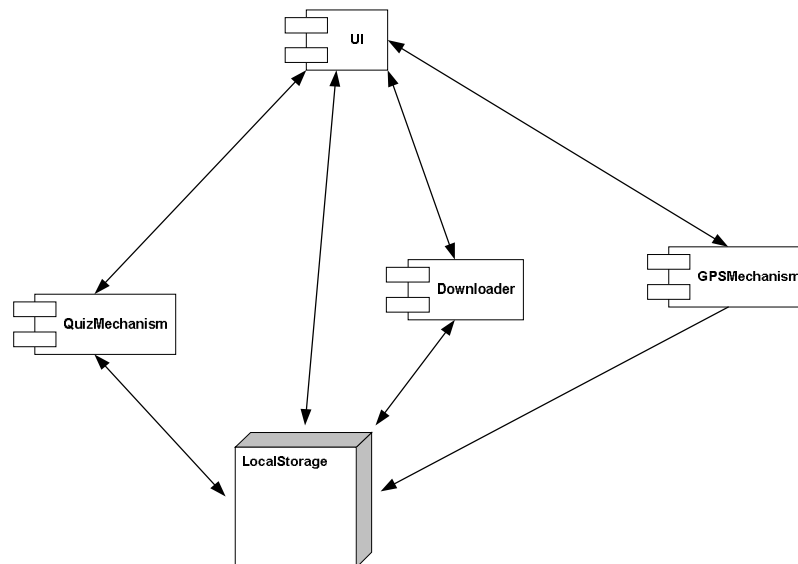 UI
Downloader
GPSMechanism
QuizMechanism
LocalStorage